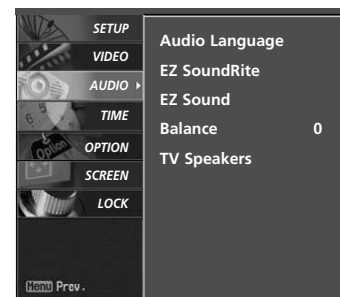 SETUP
VIDEO
AUDIO
TIME
OPTION
SCREEN
LOCK
Audio Language
EZ SoundRite
EZ Sound
Balance 0
TV Speakers
Option
Menu Prev.